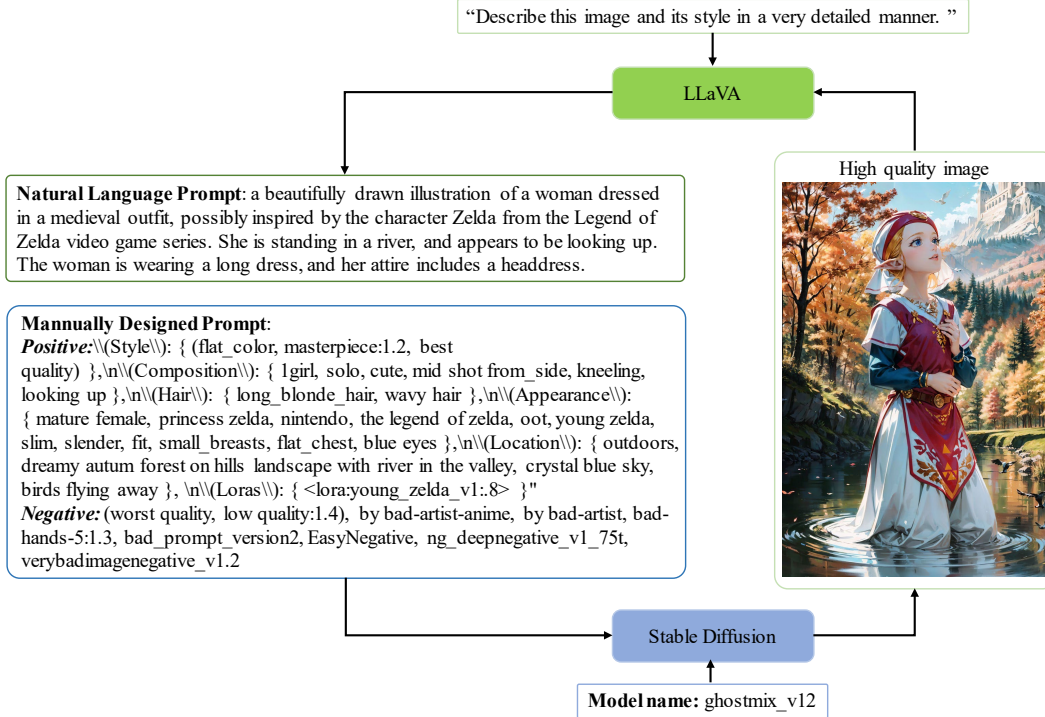 “Describe this image and its style in a very detailed manner. ”
LLaVA
High quality image
Natural Language Prompt: a beautifully drawn illustration of a woman dressed
in a medieval outfit, possibly inspired by the character Zelda from the Legend of
Zelda video game series. She is standing in a river, and appears to be looking up.
The woman is wearing a long dress, and her attire includes a headdress.
Mannually Designed Prompt:
Positive:\\(Style\\): { (flat_color, masterpiece:1.2, best
quality) },\n\\(Composition\\): { 1girl, solo, cute, mid shot from_side, kneeling,
looking up },\n\\(Hair\\): { long_blonde_hair, wavy hair },\n\\(Appearance\\):
{ mature female, princess zelda, nintendo, the legend of zelda, oot, young zelda,
slim, slender, fit, small_breasts, flat_chest, blue eyes },\n\\(Location\\): { outdoors,
dreamy autum forest on hills landscape with river in the valley, crystal blue sky,
birds flying away }, \n\\(Loras\\): { <lora:young_zelda_v1:.8> }"
Negative: (worst quality, low quality:1.4), by bad-artist-anime, by bad-artist, bad-
hands-5:1.3, bad_prompt_version2, EasyNegative, ng_deepnegative_v1_75t,
verybadimagenegative_v1.2
Stable Diffusion
Model name: ghostmix_v12